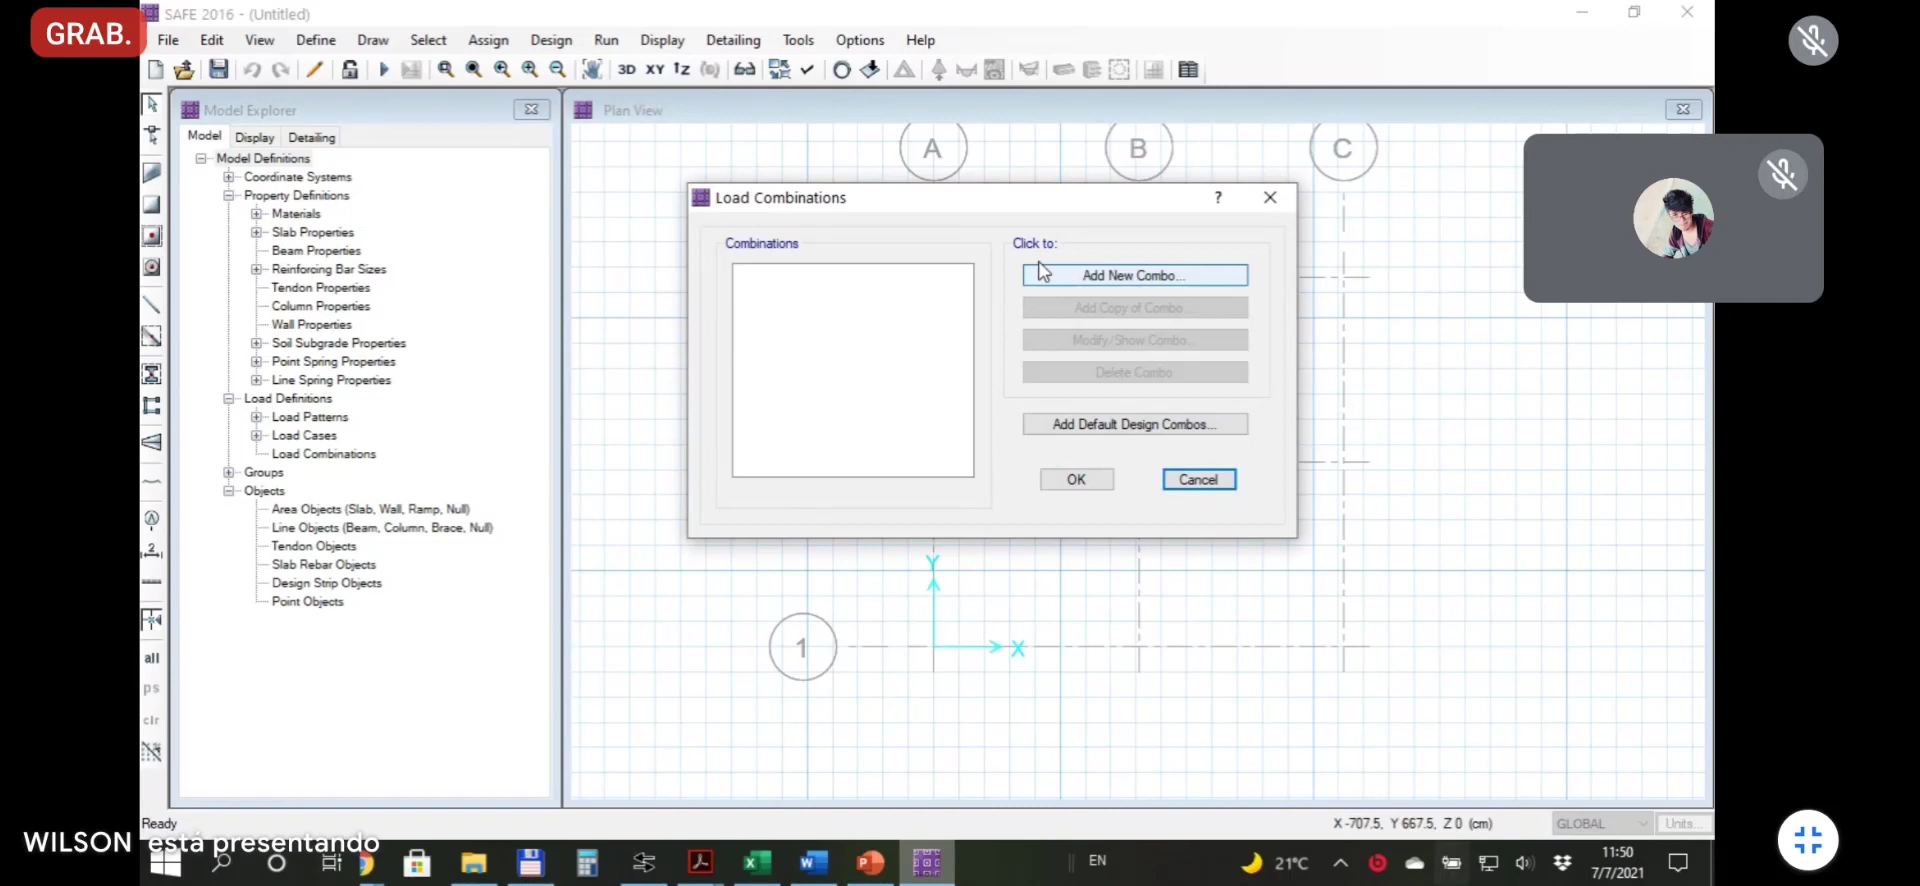 GRAB.
SAFE 2016 - (Untitled)
File Edit View Define Draw Select Assign Design Run Display Detailing Tools Options Help
3D XY
Model Explorer
Plan View
Model Display Detailing
Model Definitions
Coordinate Systems
Property Definitions
Materials
Slab Properties
Beam Properties
Reinforcing Bar Sizes
Tendon Properties
Column Properties
Wall Properties
Soil Subgrade Properties
Point Spring Properties
Line Spring Properties
Load Definitions
Load Patterns
Load Cases
Load Combinations
Groups
Objects
Area Objects (Slab, Wall, Ramp, Null)
Line Objects (Beam, Column, Brace, Null)
Tendon Objects
Slab Rebar Objects
Design Strip Objects
Point Objects
all
ps
clr
A B C
Load Combinations ?
Combinations
Click to:
Add New Combo...
Add Copy of Combo...
Modify/Show Combo...
Delete Combo
Add Default Design Combos...
OK Cancel
Y
X
1
Ready
X -707.5, Y 667.5, Z 0 (cm)
GLOBAL
Units...
WILSON está presentando
EN
21°C
11:50
7/7/2021